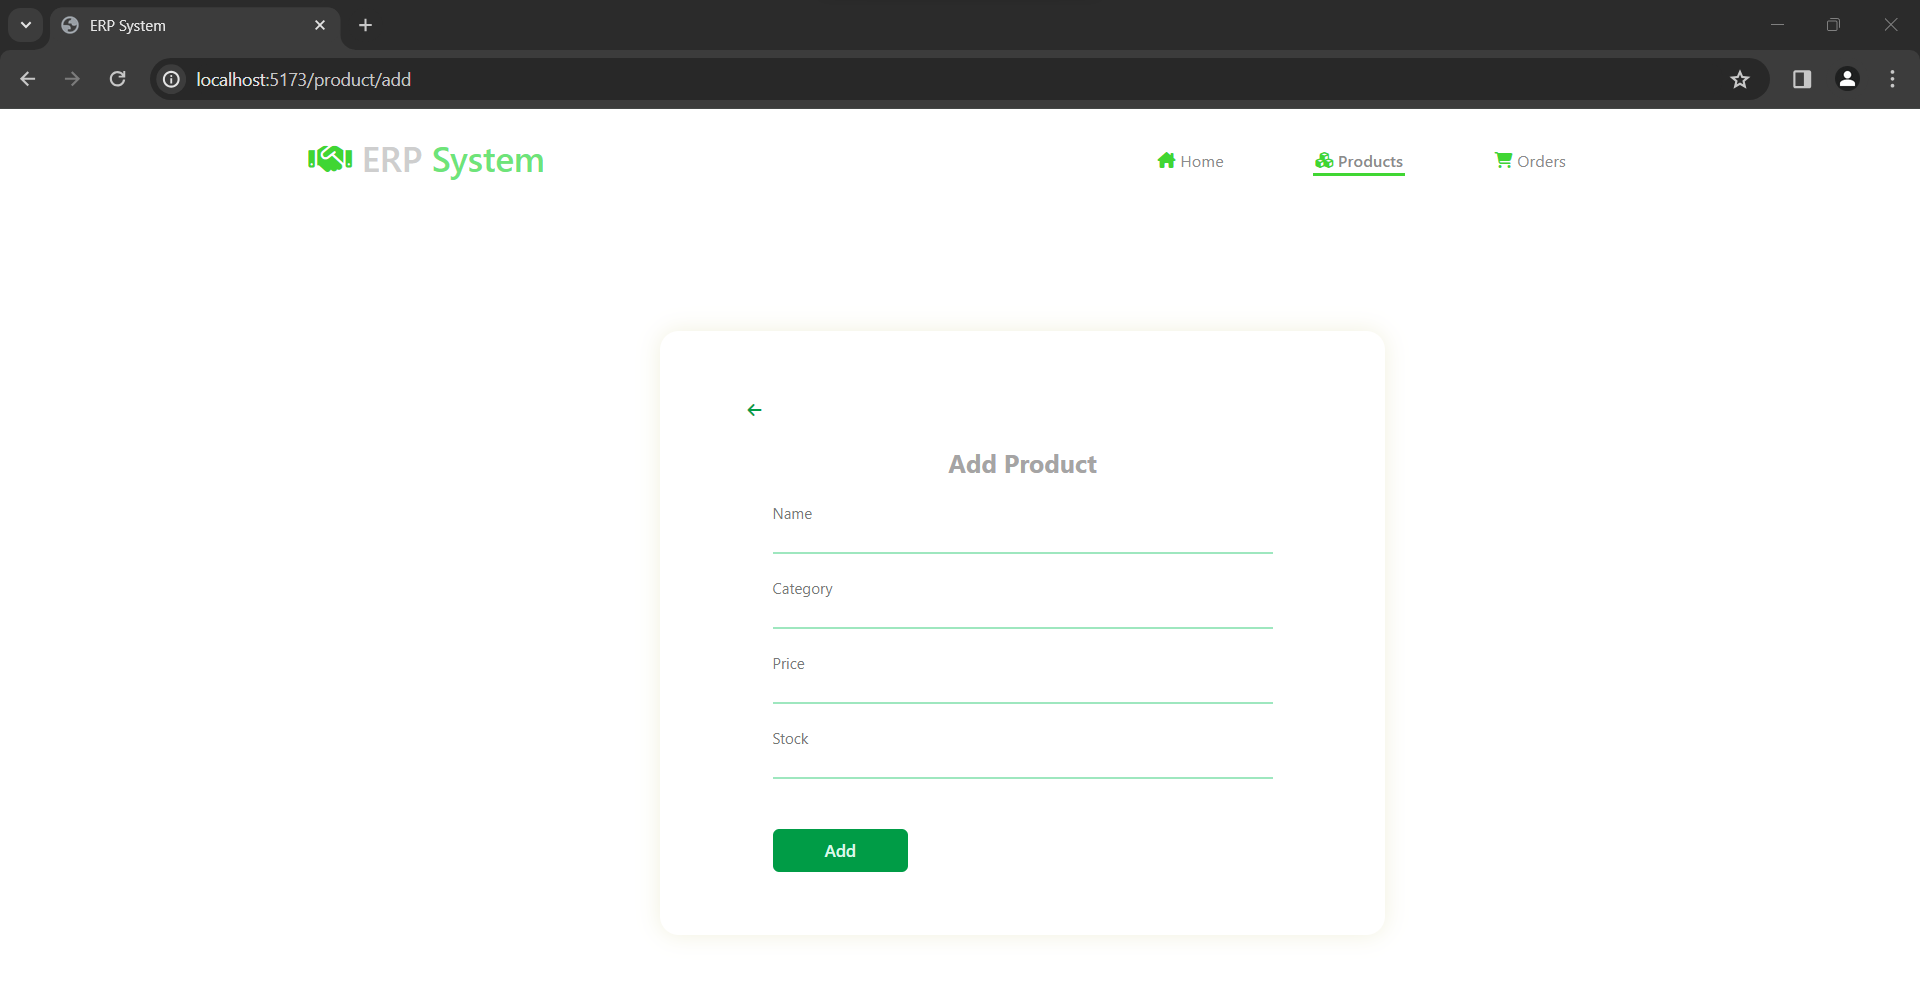 ERP System
localhost:5173/product/add
ERP System
Home
Products
Orders
Add Product
Name
Category
Price
Stock
Add